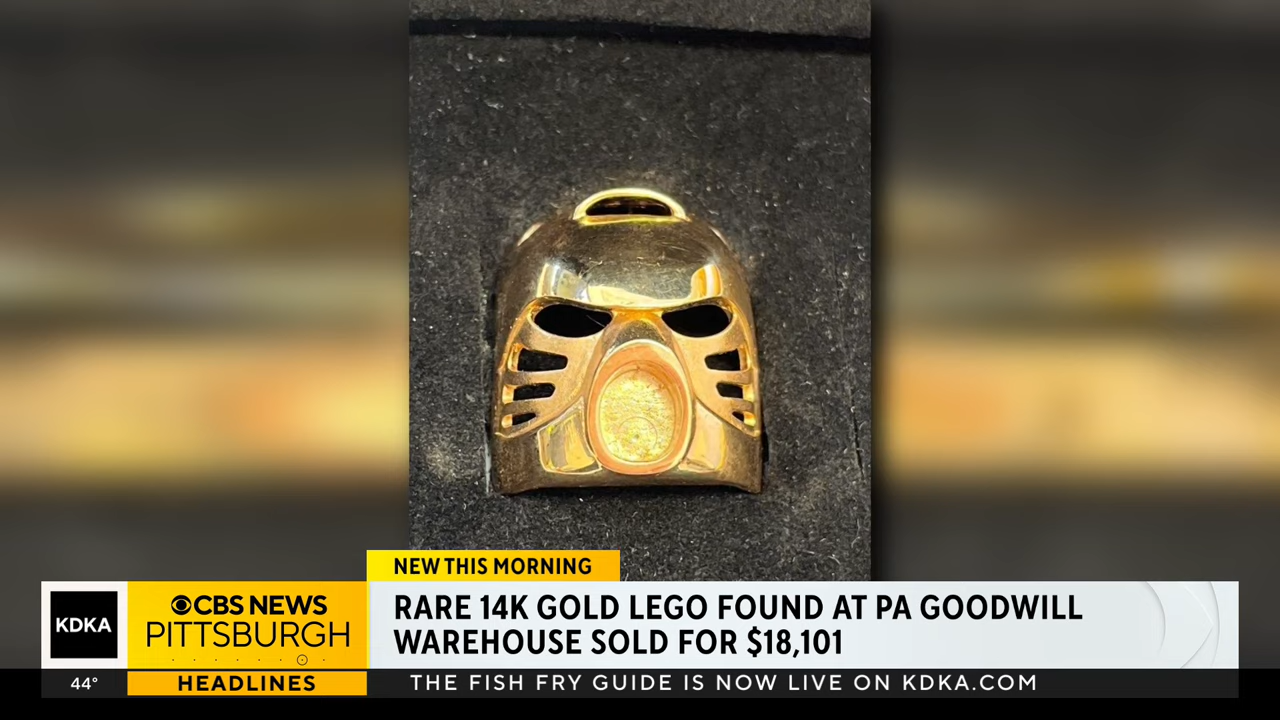 NEW THIS MORNING
KDKA
CBS NEWS
PITTSBURGH
RARE 14K GOLD LEGO FOUND AT PA GOODWILL
WAREHOUSE SOLD FOR $18,101
44°
HEADLINES
THE FISH FRY GUIDE IS NOW LIVE ON KDKA.COM